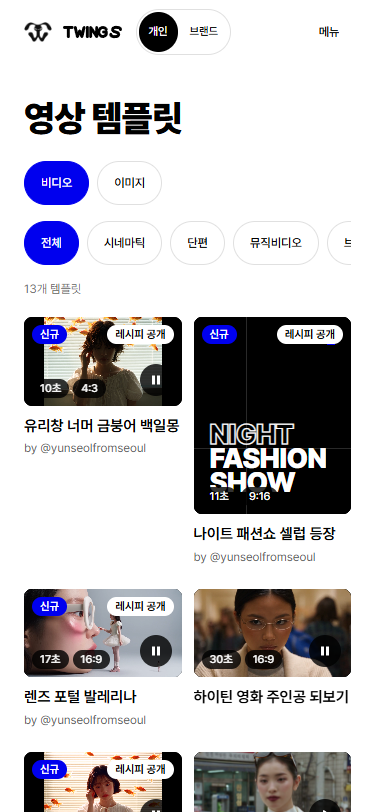 TWINGS
개인
브랜드
메뉴
영상 템플릿
비디오
이미지
전체
시네마틱
단편
뮤직비디오
13개 템플릿
신규
레시피 공개
10초
4:3
유리창 너머 금붕어 백일몽
by @yunseolfromseoul
신규
레시피 공개
NIGHT
FASHION
SHOW
11초
9:16
나이트 패션쇼 셀럽 등장
by @yunseolfromseoul
신규
레시피 공개
17초
16:9
렌즈 포털 발레리나
by @yunseolfromseoul
30초
16:9
하이틴 영화 주인공 되보기
신규
레시피 공개